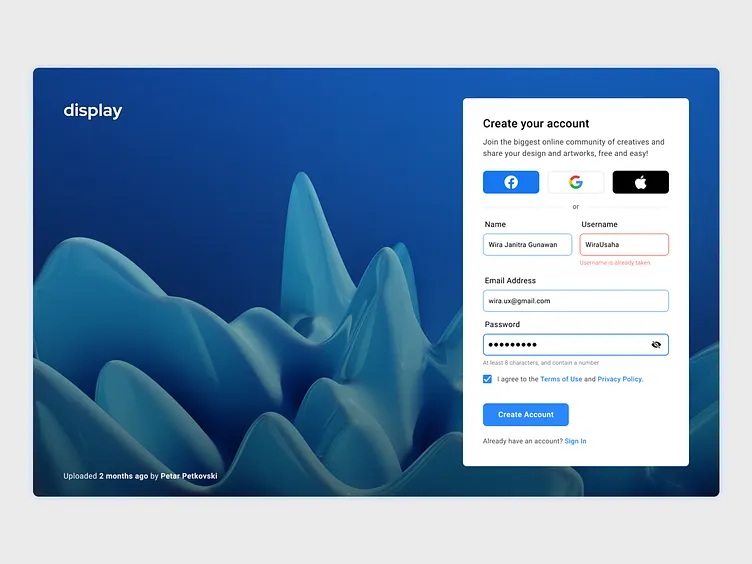 display
Create your account
Join the biggest online community of creatives and
share your design and artworks, free and easy!
or
Name Username
Wira Janitra Gunawan WiraUsaha
Username is already taken
Email Address
wira.ux@gmail.com
Password
At least 8 characters, and contain a number
I agree to the Terms of Use and Privacy Policy.
Create Account
Already have an account? Sign In
Uploaded 2 months ago by Petar Petkovski